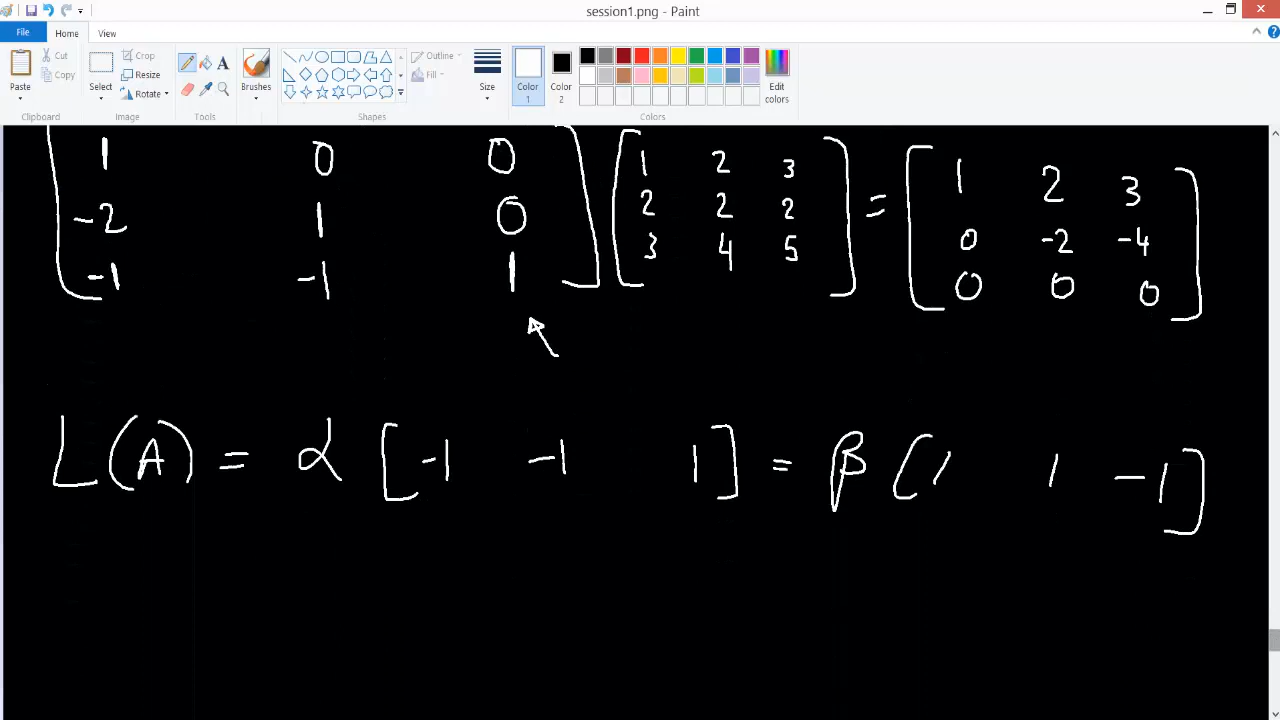 session1.png - Paint
File Home View
Paste Cut Copy Clipboard
Select Crop Resize Rotate Image
Tools
Brushes
Shapes Outline Fill
Size
Color 1
Color 2
Edit colors
Colors
1 0 0 1 2 3 1 2 3
-2 1 0 2 2 2 = 0 -2 -4
-1 -1 1 3 4 5 0 0 0
L(A) = α [-1 -1 1] = β [1 1 -1]